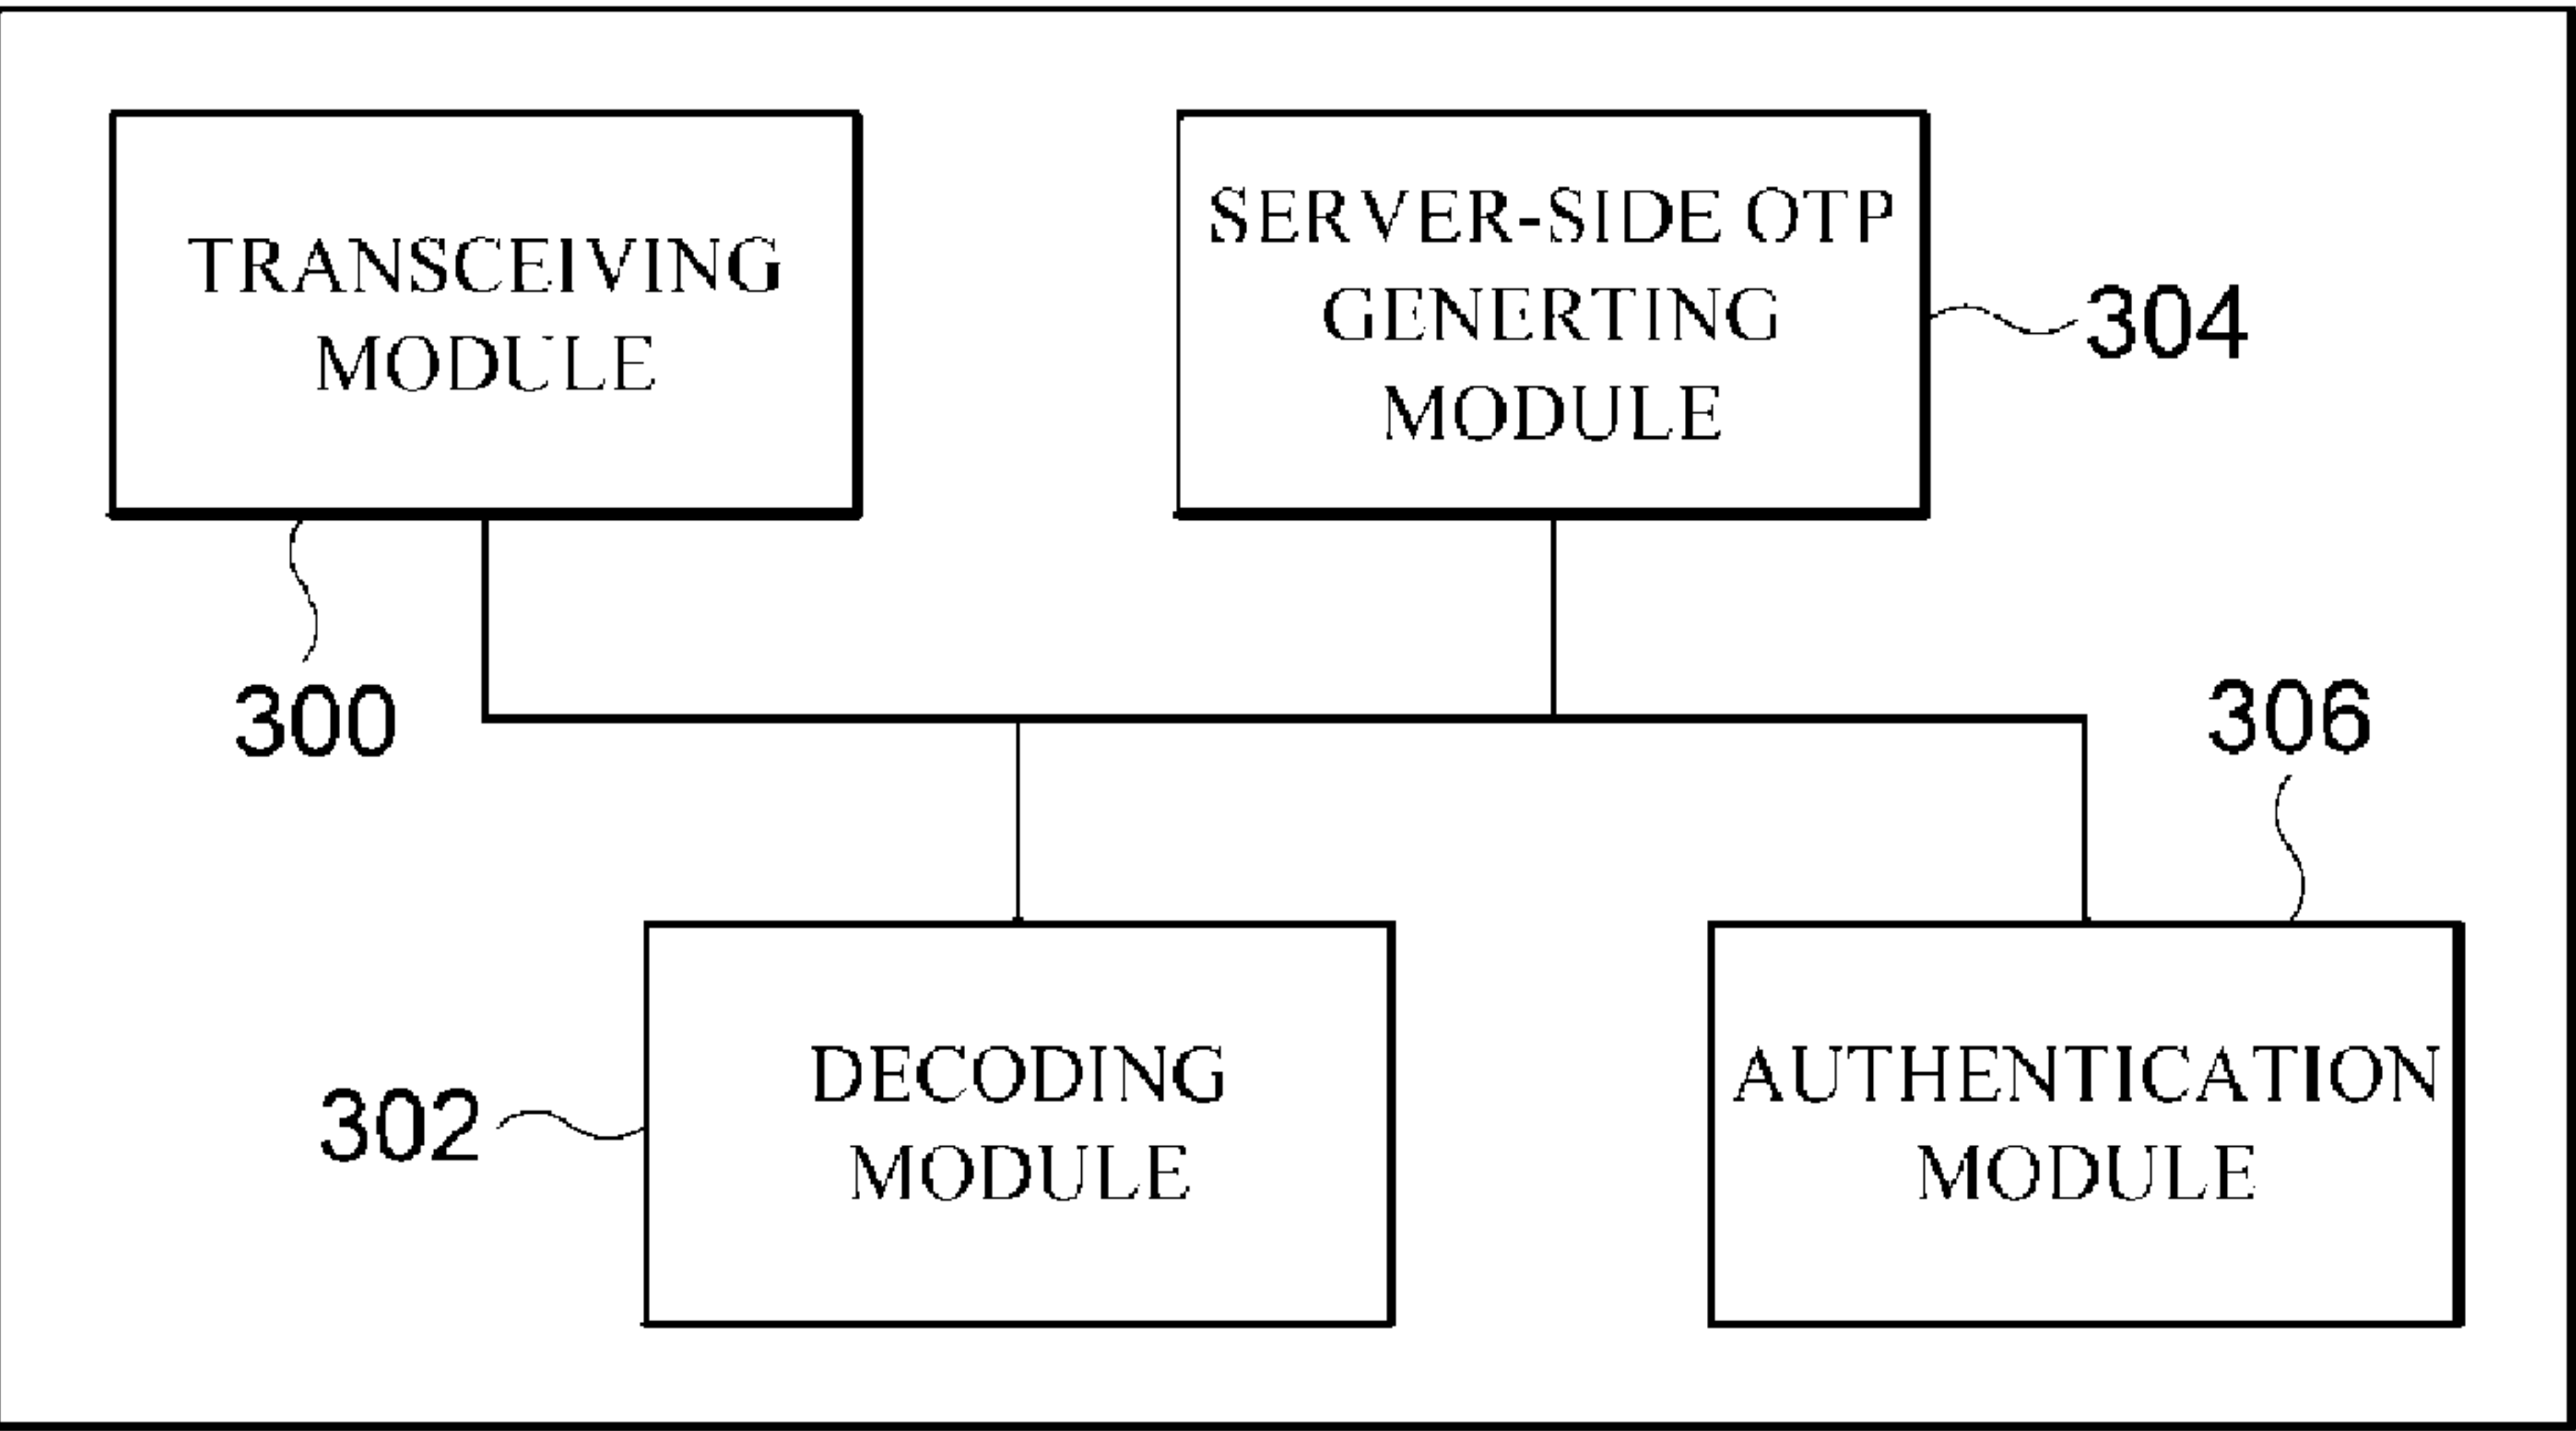 TRANSCEIVING
MODULE
300
SERVER-SIDE OTP
GENERTING
MODULE
304
DECODING
MODULE
302
AUTHENTICATION
MODULE
306